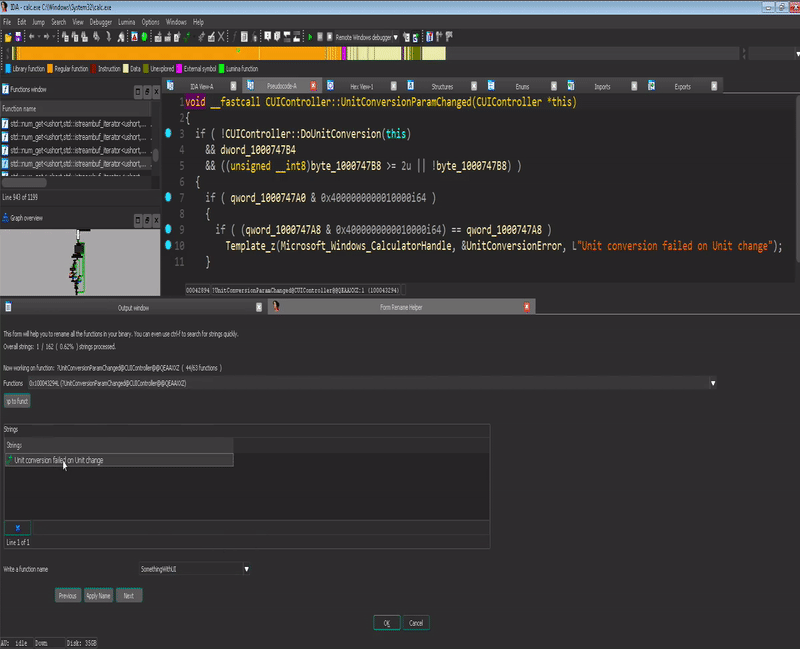 IDA - calc.exe C:\Windows\System32\calc.exe
File Edit Jump Search View Debugger Lumina Options Windows Help
Remote Windows debugger
Library function Regular function Instruction Data Unexplored External symbol Lumina function
Functions window
IDA View-A Pseudocode-A Hex View-1 Structures Enums Imports Exports
Function name
std::num_get<ushort,std::istreambuf_iterator<ushort,...
std::num_get<ushort,std::istreambuf_iterator<ushort,...
std::num_get<ushort,std::istreambuf_iterator<ushort,...
std::num_get<ushort,std::istreambuf_iterator<ushort,...
Line 943 of 1199
Graph overview
1 void __fastcall CUIController::UnitConversionParamChanged(CUIController *this)
2 {
3 if ( !CUIController::DoUnitConversion(this)
4 && dword_1000747B4
5 && ((unsigned __int8)byte_1000747B8 >= 2u || !byte_1000747B8) )
6 {
7 if ( qword_1000747A0 & 0x4000000000010000i64 )
8 {
9 if ( (qword_1000747A8 & 0x4000000000010000i64) == qword_1000747A8 )
10 Template_z(Microsoft_Windows_CalculatorHandle, &UnitConversionError, L"Unit conversion failed on Unit change");
11 }
00042894 ?UnitConversionParamChanged@CUIController@@QEAAXXZ:1 (100043294)
Output window Form Rename Helper
This form will help you to rename all the functions in your binary. You can even use ctrl-f to search for strings quickly.
Overall strings: 1 / 162 ( 0.62% ) strings processed.
Now working on function: ?UnitConversionParamChanged@CUIController@@QEAAXXZ ( 44/63 functions )
Functions 0x100043294L (?UnitConversionParamChanged@CUIController@@QEAAXXZ)
Strings
Strings
Unit conversion failed on Unit change
Line 1 of 1
Write a function name SomethingWithUI
Previous Apply Name Next
OK Cancel
AU: idle Down Disk: 35GB